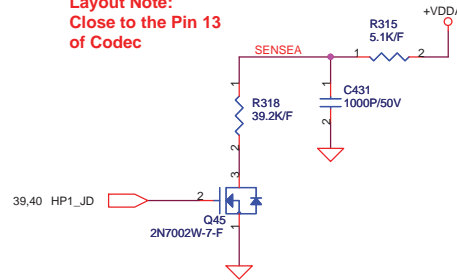 Layout Note:
Close to the Pin 13
of Codec
+VDDA
R315
5.1K/F
SENSEA
1
2
1
C431
1000P/50V
2
1
R318
39.2K/F
2
3
39,40 HP1_JD
2
Q45
2N7002W-7-F
1